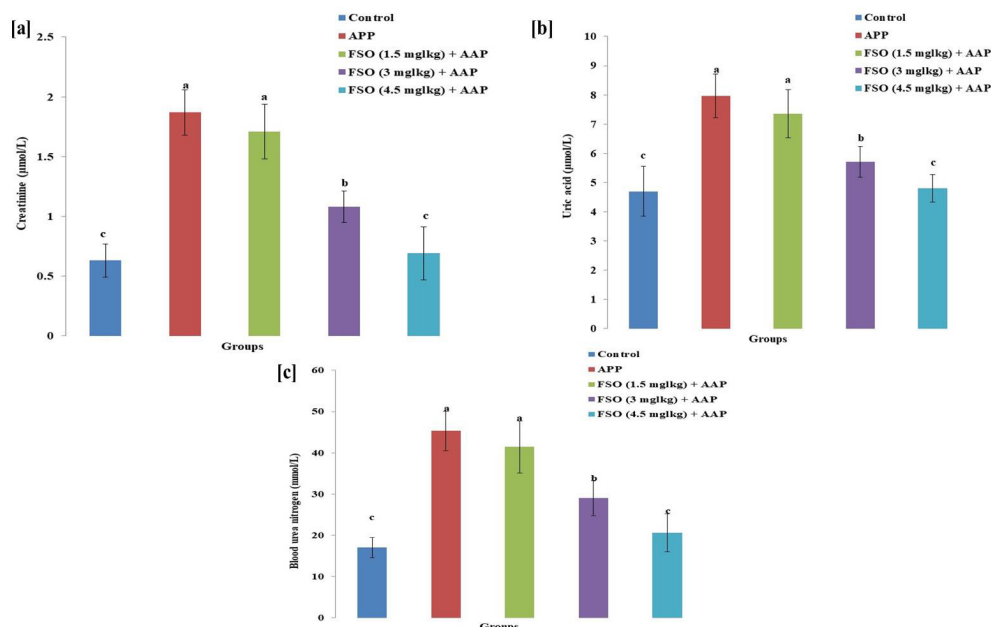 [a]
Control
APP
FSO (1.5 mglkg) + AAP
FSO (3 mglkg) + AAP
FSO (4.5 mglkg) + AAP
Creatinine (μmol/L)
2.5
2
1.5
1
0.5
0
c
a
a
b
c
Groups
[b]
Control
APP
FSO (1.5 mglkg) + AAP
FSO (3 mglkg) + AAP
FSO (4.5 mglkg) + AAP
Uric acid (μmol/L)
10
9
8
7
6
5
4
3
2
1
0
c
a
a
b
c
Groups
[c]
Control
APP
FSO (1.5 mglkg) + AAP
FSO (3 mglkg) + AAP
FSO (4.5 mglkg) + AAP
Blood urea nitrogen (mmol/L)
60
50
40
30
20
10
0
c
a
a
b
c
Groups